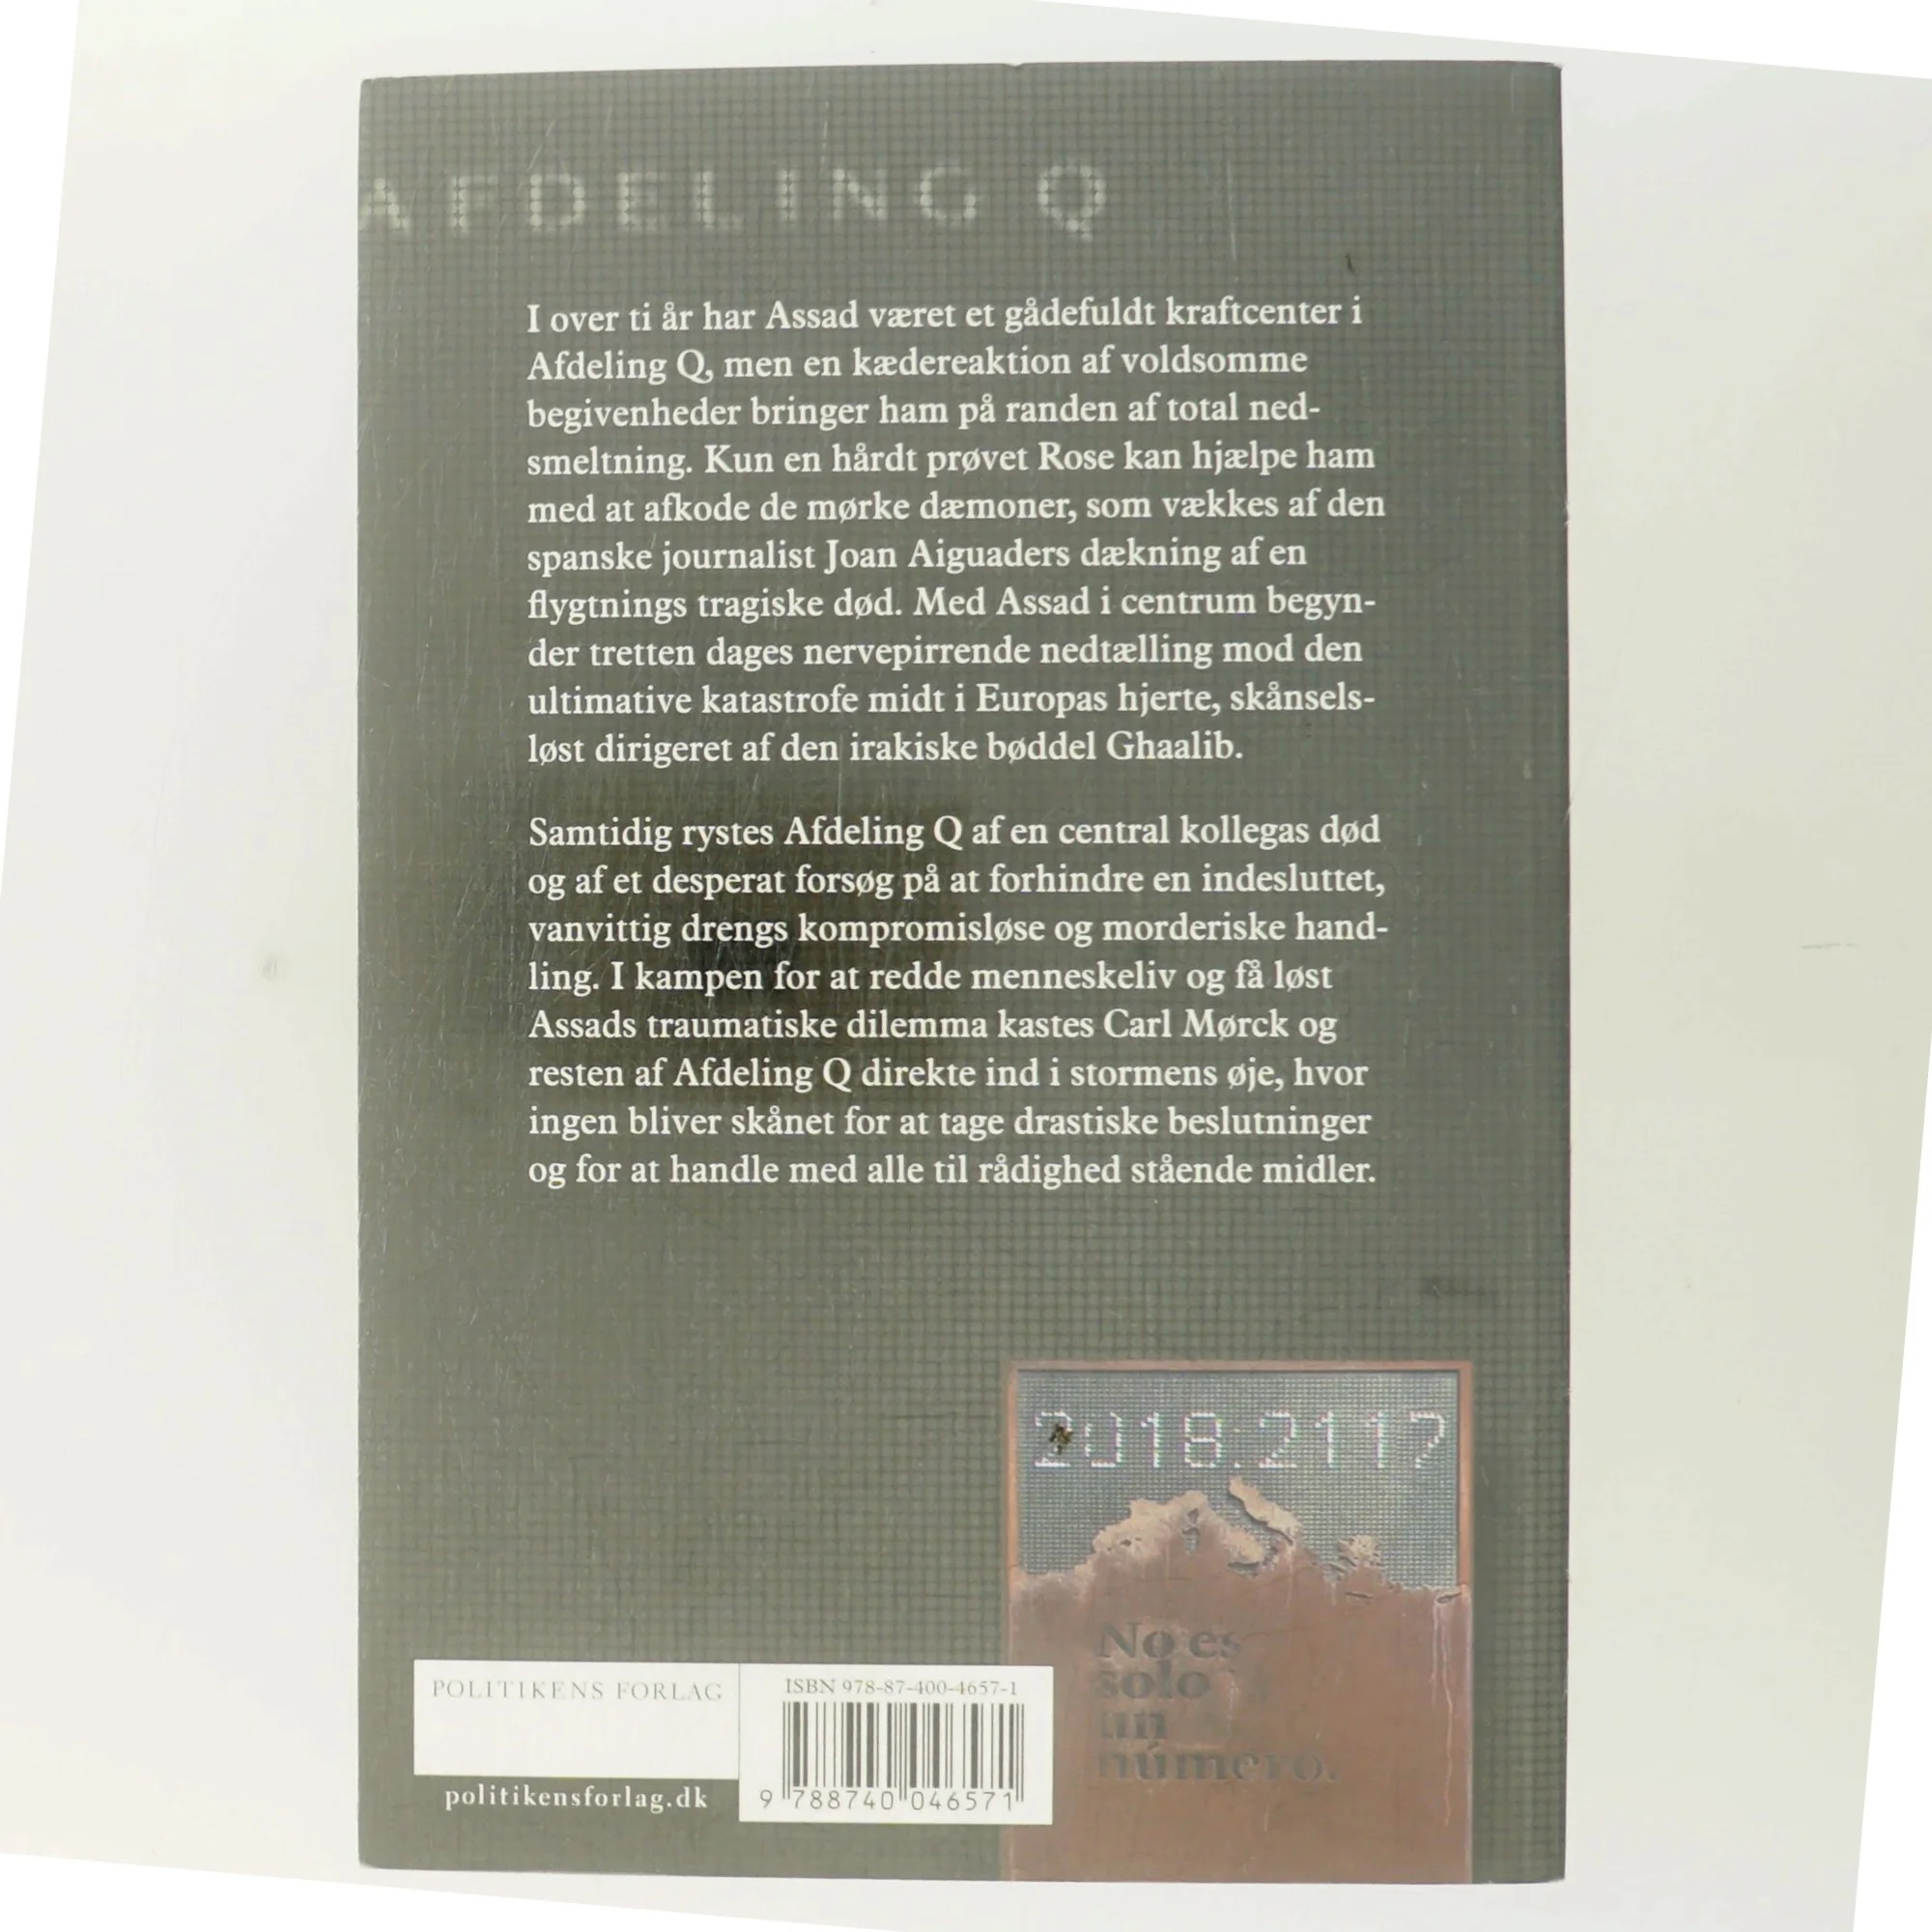 AFDELING Q
I over ti år har Assad været et gådefuldt kraftcenter i
Afdeling Q, men en kædereaktion af voldsomme
begivenheder bringer ham på randen af total ned-
smeltning. Kun en hårdt prøvet Rose kan hjælpe ham
med at afkode de mørke dæmoner, som vækkes af den
spanske journalist Joan Aiguaders dækning af en
flygtnings tragiske død. Med Assad i centrum begyn-
der tretten dages nervepirrende nedtælling mod den
ultimative katastrofe midt i Europas hjerte, skånsels-
løst dirigeret af den irakiske bøddel Ghaalib.
Samtidig rystes Afdeling Q af en central kollegas død
og af et desperat forsøg på at forhindre en indesluttet,
vanvittig drengs kompromisløse og morderiske hand-
ling. I kampen for at redde menneskeliv og få løst
Assads traumatiske dilemma kastes Carl Mørck og
resten af Afdeling Q direkte ind i stormens øje, hvor
ingen bliver skånet for at tage drastiske beslutninger
og for at handle med alle til rådighed stående midler.
2018:2117
No es
solo
un
número.
POLITIKENS FORLAG
politikensforlag.dk
ISBN 978-87-400-4657-1
9 788740 046571